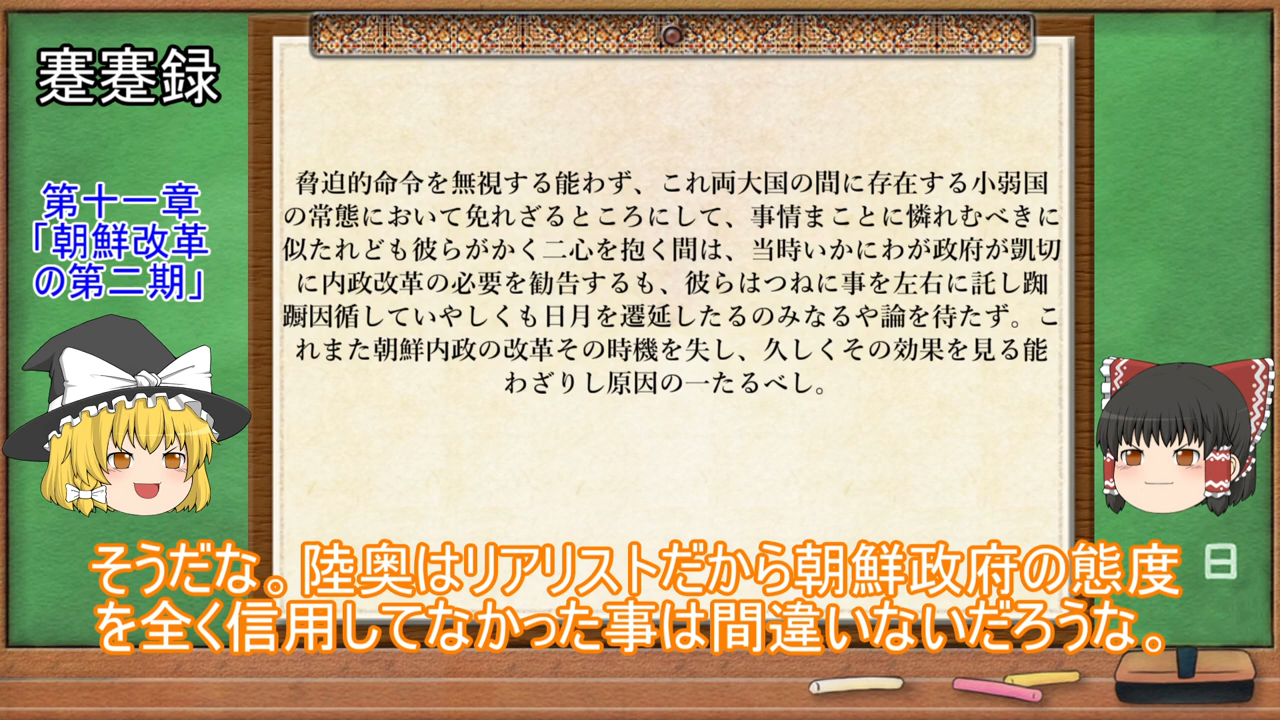 蹇蹇録
第十一章
「朝鮮改革
の第二期」
脅迫的命令を無視する能わず、これ両大国の間に存在する小弱国
の常態において免れざるところにして、事情まことに憐れむべきに
似たれども彼らがかく二心を抱く間は、当時いかにわが政府が凱切
に内政改革の必要を勧告するも、彼らはつねに事を左右に託し踟
躕因循していやしくも日月を遷延したるのみなるや論を待たず。こ
れまた朝鮮内政の改革その時機を失し、久しくその効果を見る能
わざりし原因の一たるべし。
そうだな。陸奥はリアリストだから朝鮮政府の態度
を全く信用してなかった事は間違いないだろうな。
日